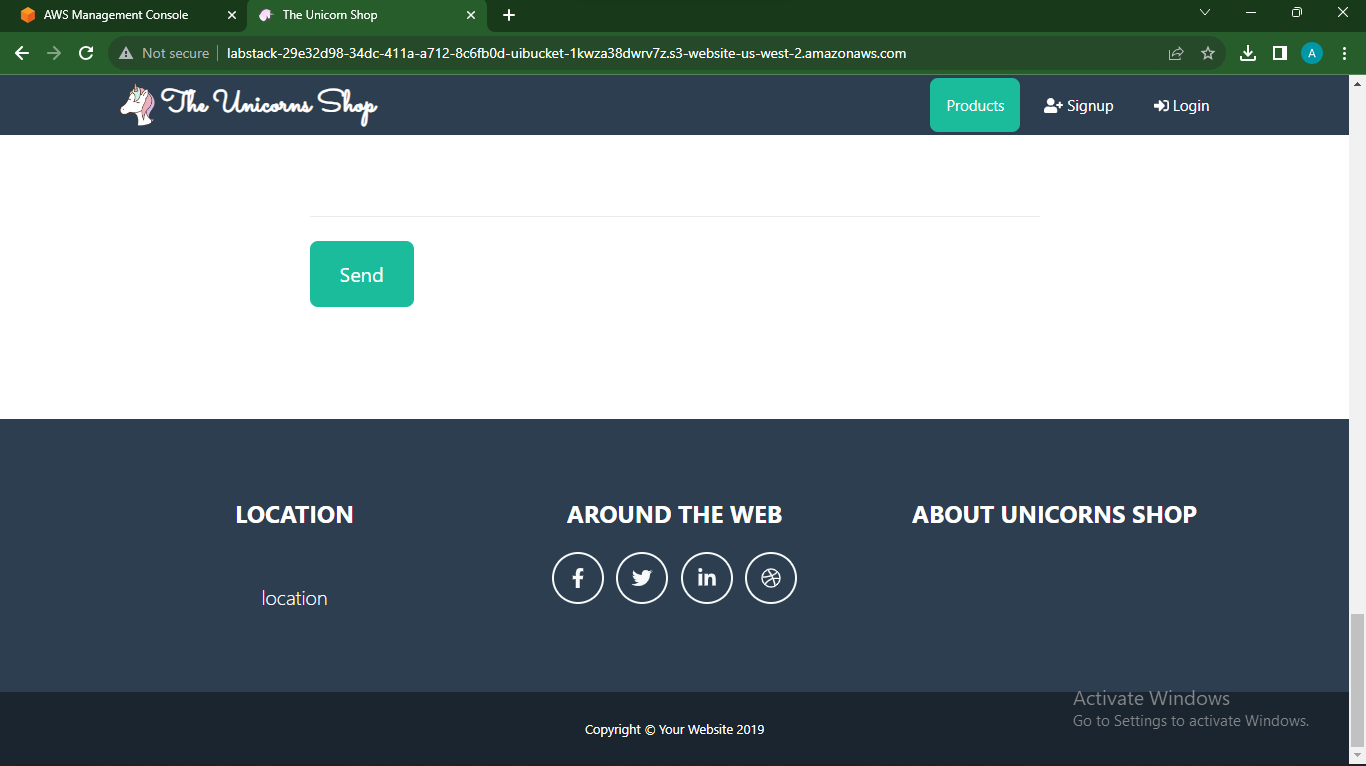 AWS Management Console
The Unicorn Shop
Not secure
labstack-29e32d98-34dc-411a-a712-8c6fb0d-uibucket-1kwza38dwrv7z.s3-website-us-west-2.amazonaws.com
A
The Unicorns Shop
Products
Signup
Login
Send
LOCATION
AROUND THE WEB
ABOUT UNICORNS SHOP
location
Activate Windows
Go to Settings to activate Windows.
Copyright © Your Website 2019